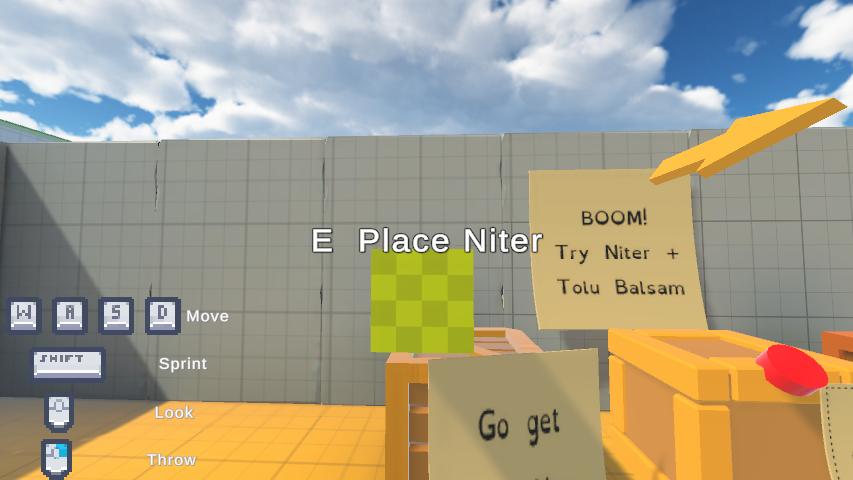 BOOM!
Try Niter +
Tolu Balsam
E Place Niter
W A S D Move
SHIFT Sprint
Look
Throw
Go get